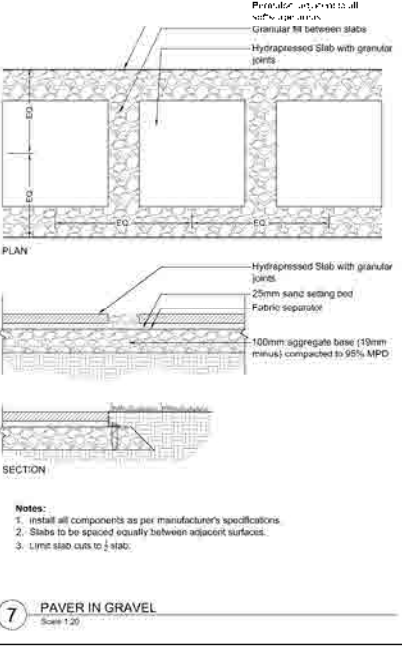 adjacent to all
Granular fill between slabs
Hydrapressed Slab with granular
joints
EQ
EQ
EQ
EQ
PLAN
Hydrapressed Slab with granular
joints
25mm sand setting bed
Fabric separator
100mm aggregate base (19mm
minus) compacted to 95% MPD
SECTION
Notes:
1. Install all components as per manufacturer's specifications.
2. Slabs to be spaced equally between adjacent surfaces.
3. Limit slab cuts to ½ slab.
7 PAVER IN GRAVEL
Scale 1:20